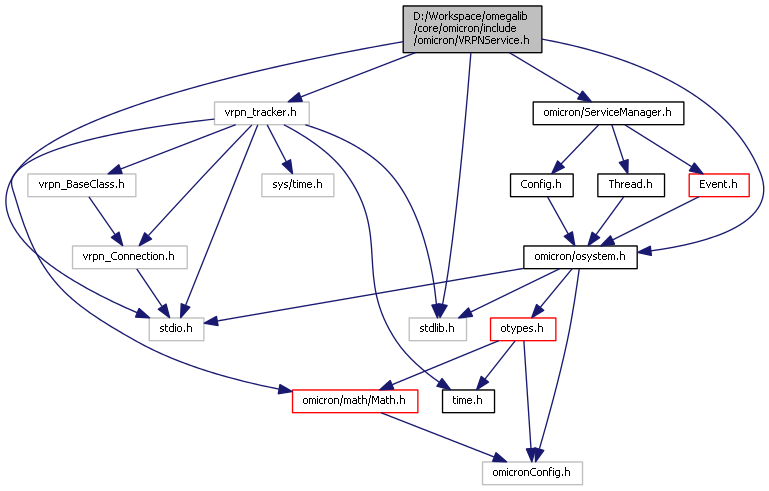 D:/Workspace/omegalib
/core/omicron/include
/omicron/VRPNService.h
vrpn_tracker.h
omicron/ServiceManager.h
vrpn_BaseClass.h
sys/time.h
Config.h
Thread.h
Event.h
vrpn_Connection.h
omicron/osystem.h
stdio.h
stdlib.h
otypes.h
omicron/math/Math.h
time.h
omicronConfig.h